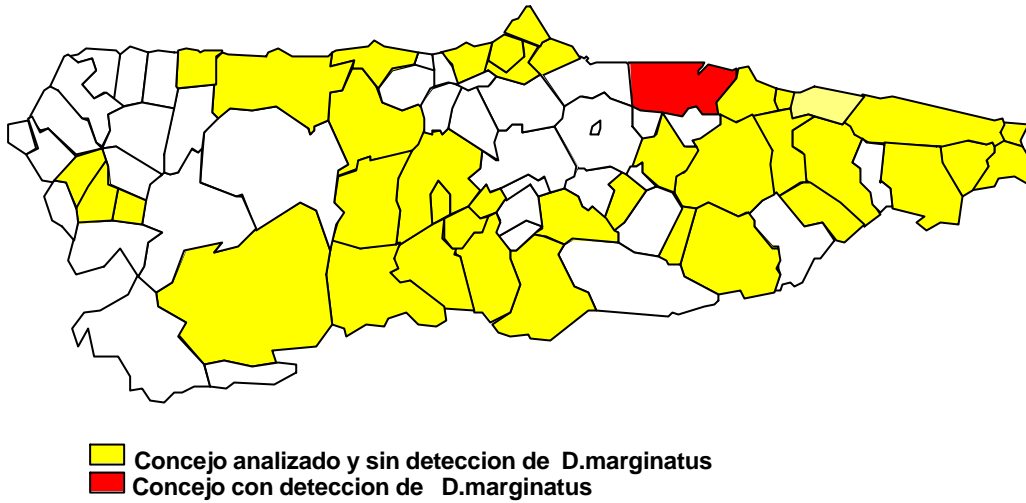 Concejo analizado y sin deteccion de D.marginatus
Concejo con deteccion de D.marginatus